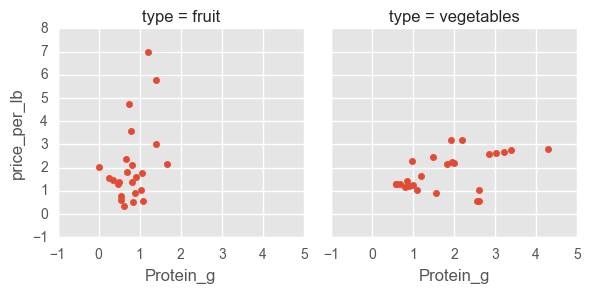 type = fruit
type = vegetables
8
7
6
5
4
3
2
1
0
−1
price_per_lb
−1 0 1 2 3 4 5
−1 0 1 2 3 4 5
Protein_g
Protein_g